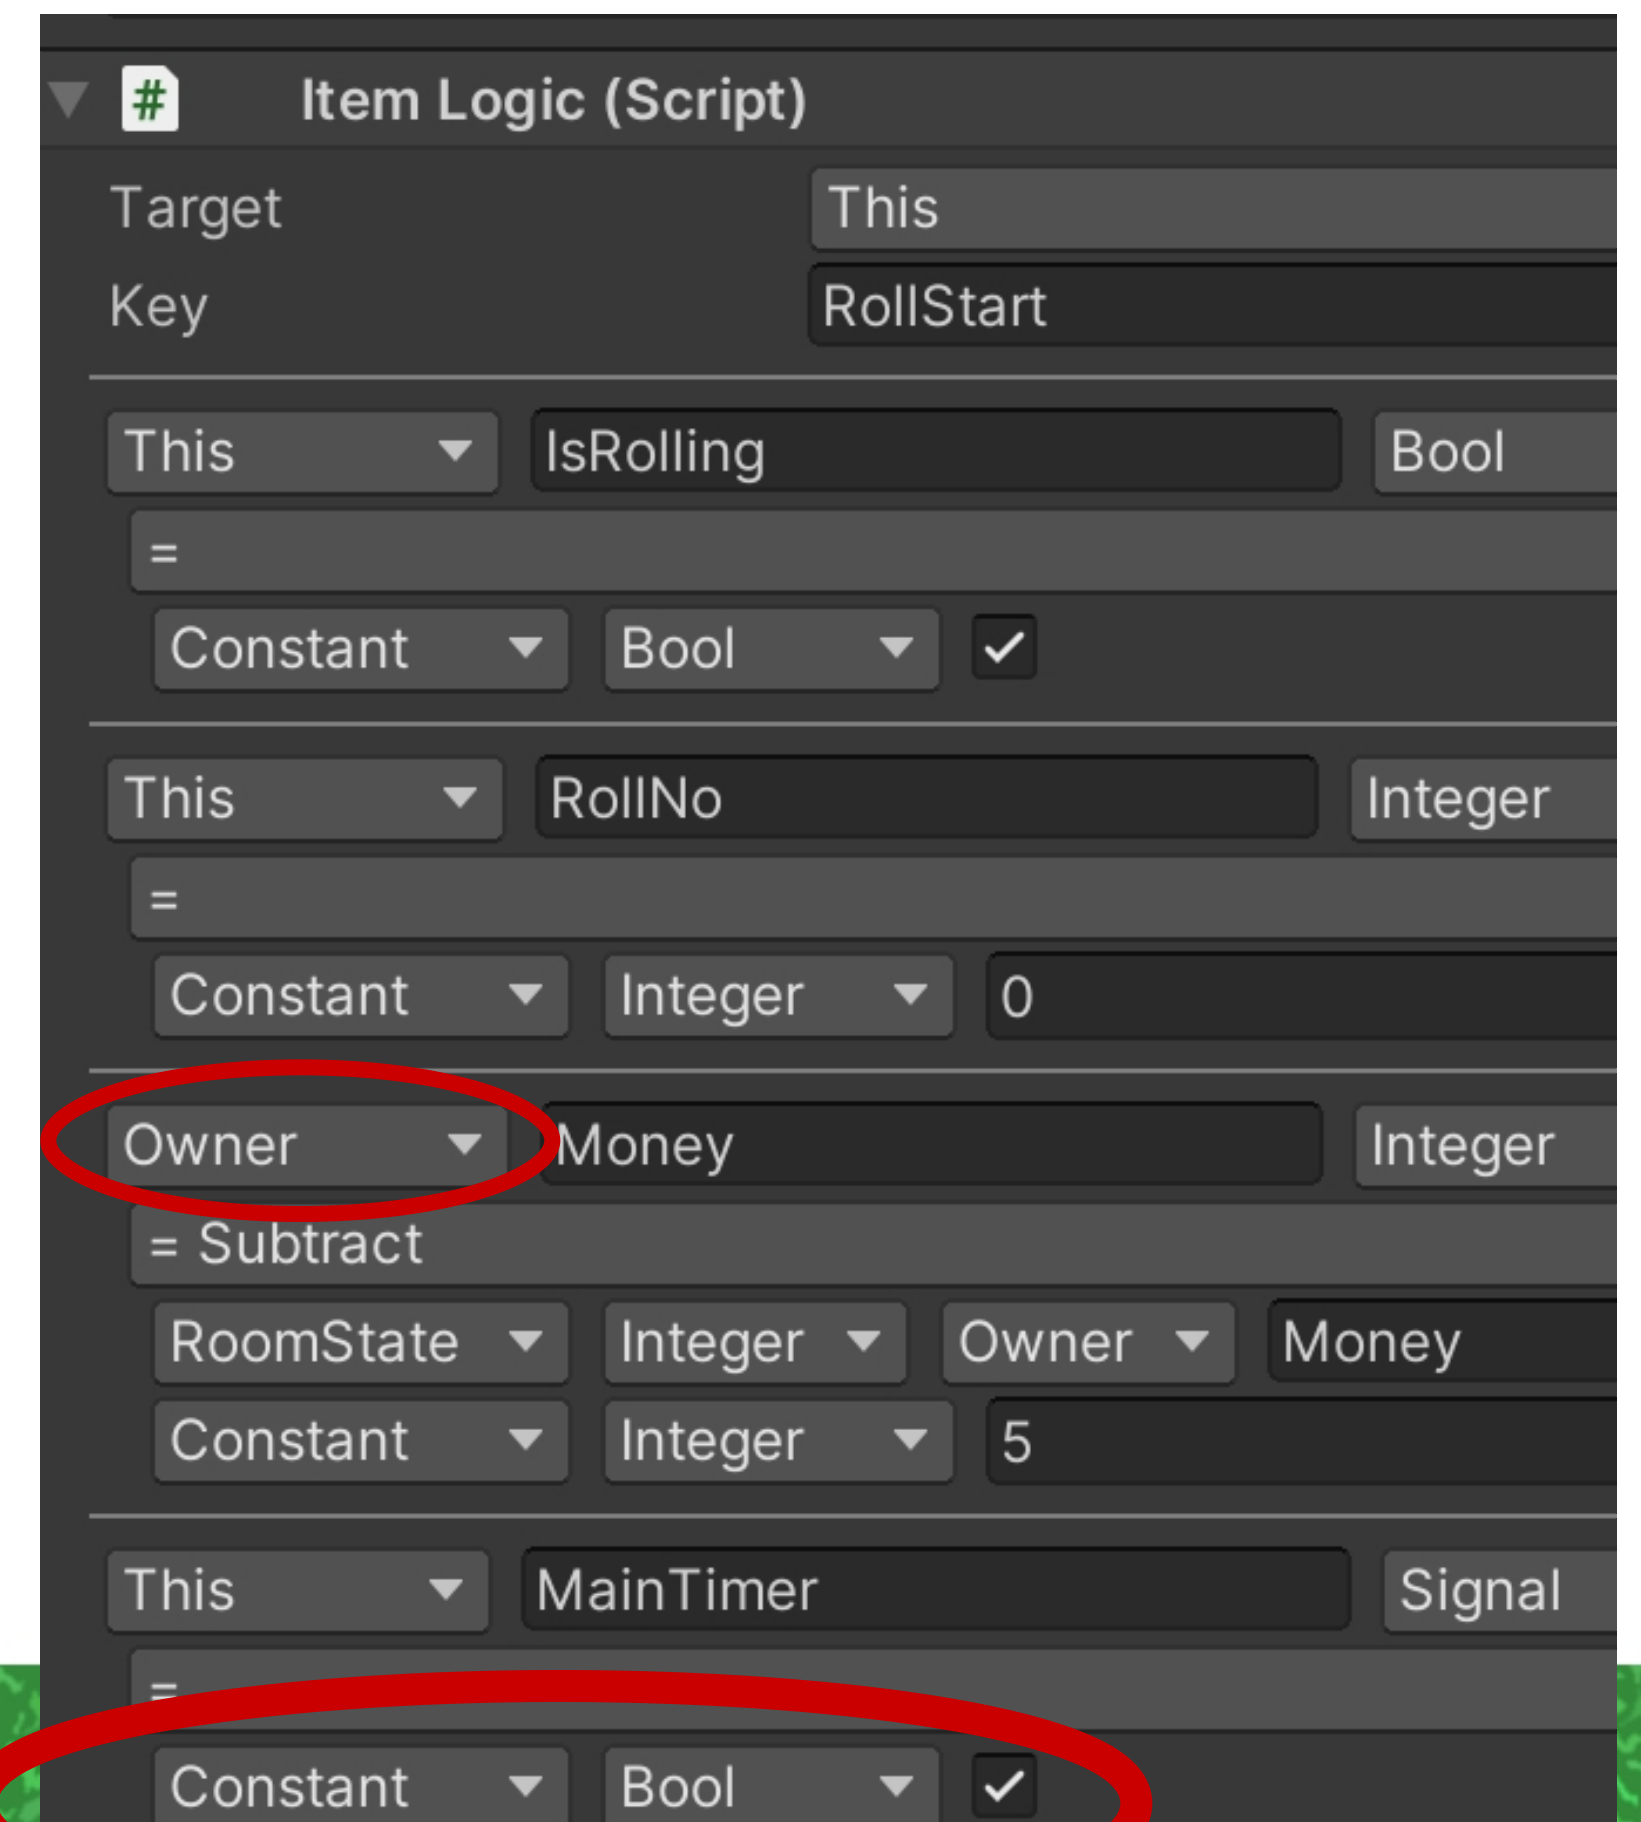 # Item Logic (Script)
Target This
Key RollStart
This IsRolling Bool
=
Constant Bool
This RollNo Integer
=
Constant Integer 0
Owner Money Integer
= Subtract
RoomState Integer Owner Money
Constant Integer 5
This MainTimer Signal
=
Constant Bool